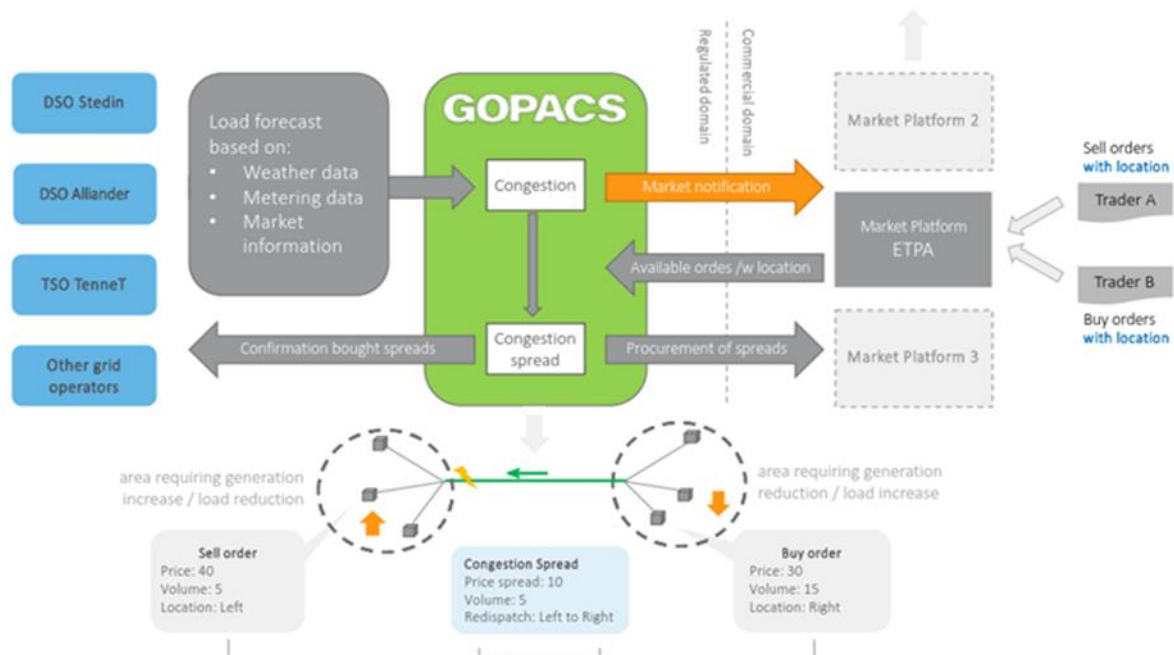 DSO Stedin
DSO Alliander
TSO TenneT
Other grid
operators
Load forecast
based on:
• Weather data
• Metering data
• Market
information
GOPACS
Congestion
Congestion
spread
Confirmation bought spreads
Regulated domain
Commercial domain
Market notification
Available ordes /w location
Procurement of spreads
Market Platform 2
Market Platform
ETPA
Market Platform 3
Sell orders
with location
Trader A
Trader B
Buy orders
with location
area requiring generation
increase / load reduction
area requiring generation
reduction / load increase
Sell order
Price: 40
Volume: 5
Location: Left
Congestion Spread
Price spread: 10
Volume: 5
Redispatch: Left to Right
Buy order
Price: 30
Volume: 15
Location: Right